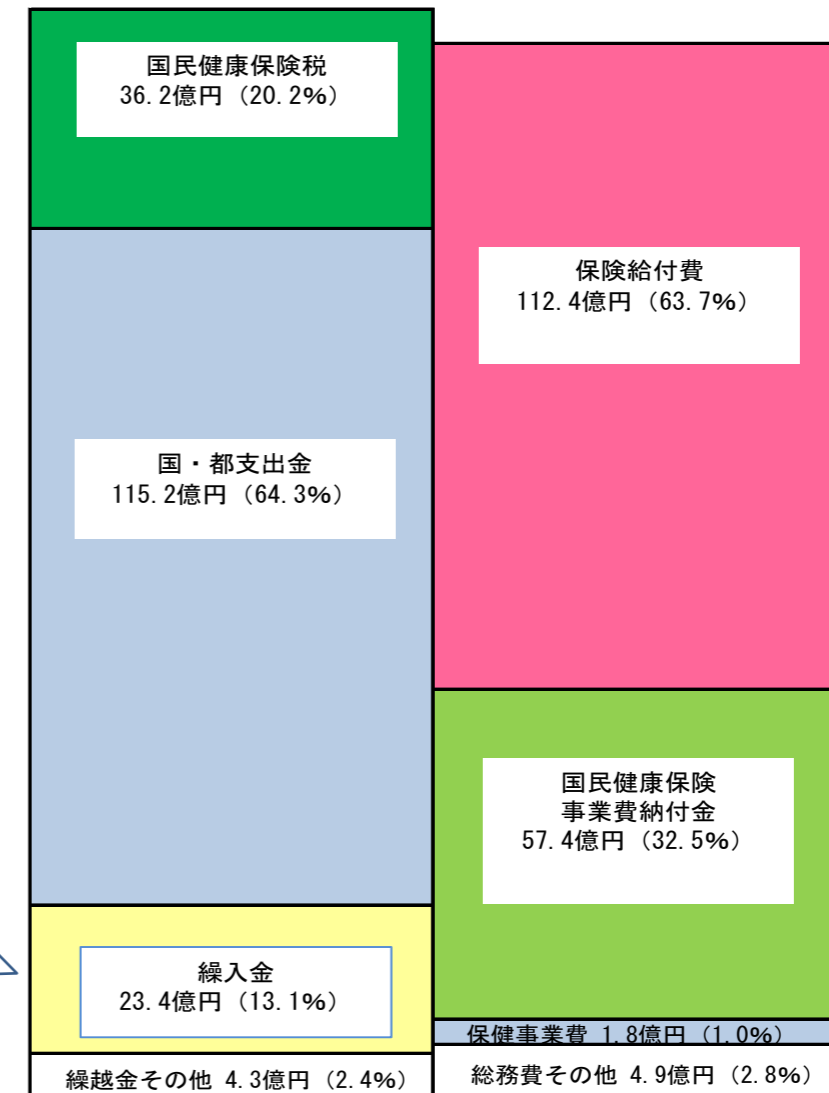 国民健康保険税
36.2億円（20.2%）
国・都支出金
115.2億円（64.3%）
繰入金
23.4億円（13.1%）
繰越金その他 4.3億円（2.4%）
保険給付費
112.4億円（63.7%）
国民健康保険
事業費納付金
57.4億円（32.5%）
保健事業費 1.8億円（1.0%）
総務費その他 4.9億円（2.8%）